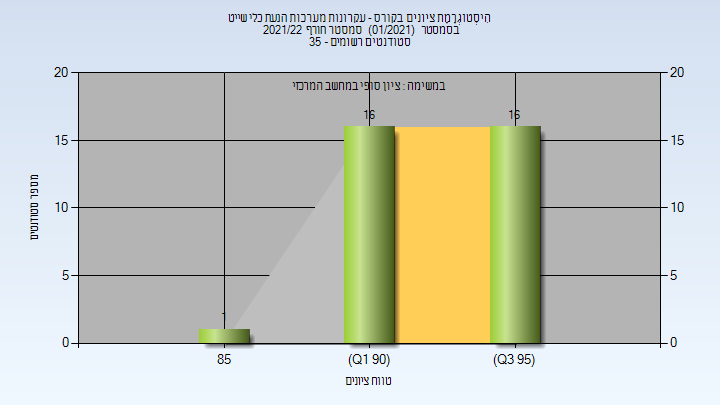 היסטוגרמת ציונים בקורס - עקרונות מערכות הנעת כלי שייט
בסמסטר (01/2021) סמסטר חורף 2021/22
סטודנטים רשומים - 35
במשימה : ציון סופי במחשב המרכזי
20
15
10
5
0
20
15
10
5
0
מספר סטודנטים
1
16
16
85
(Q1 90)
(Q3 95)
טווח ציונים